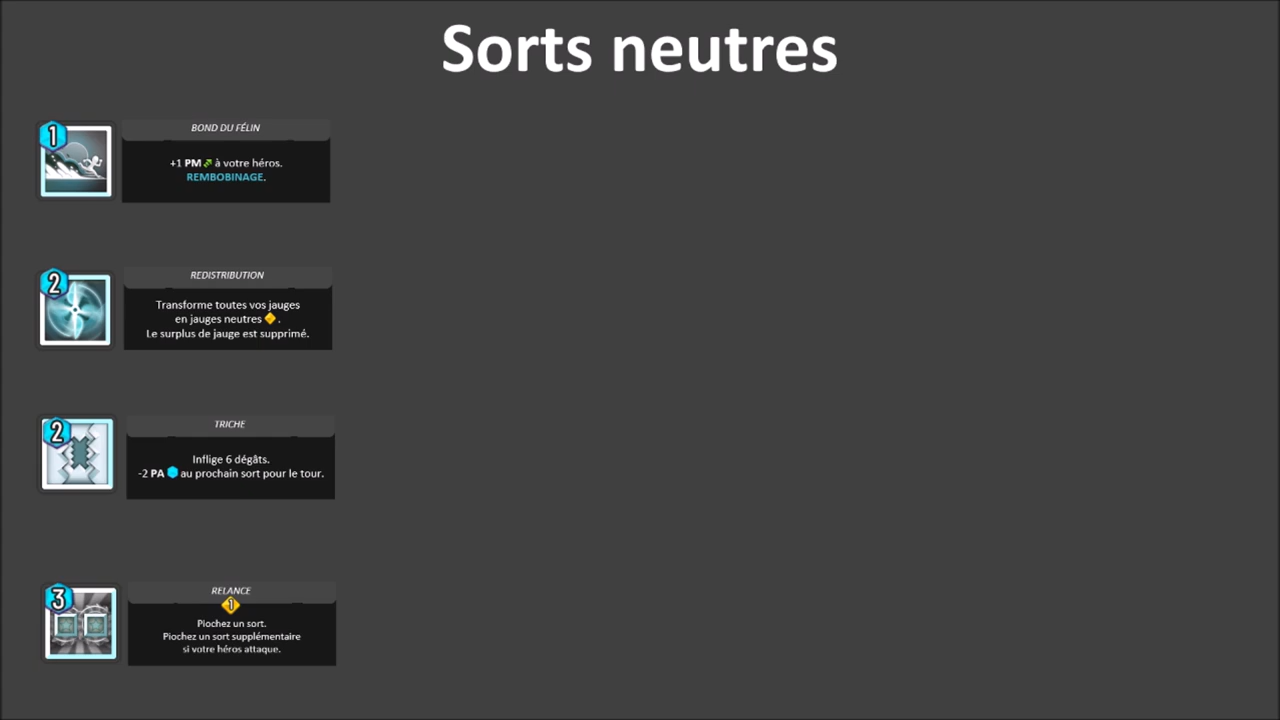 Sorts neutres
1
BOND DU FÉLIN
+1 PM à votre héros.
REMBOBINAGE.
2
REDISTRIBUTION
Transforme toutes vos jauges
en jauges neutres .
Le surplus de jauge est supprimé.
2
TRICHE
Inflige 6 dégâts.
-2 PA au prochain sort pour le tour.
3
RELANCE
1
Piochez un sort.
Piochez un sort supplémentaire
si votre héros attaque.